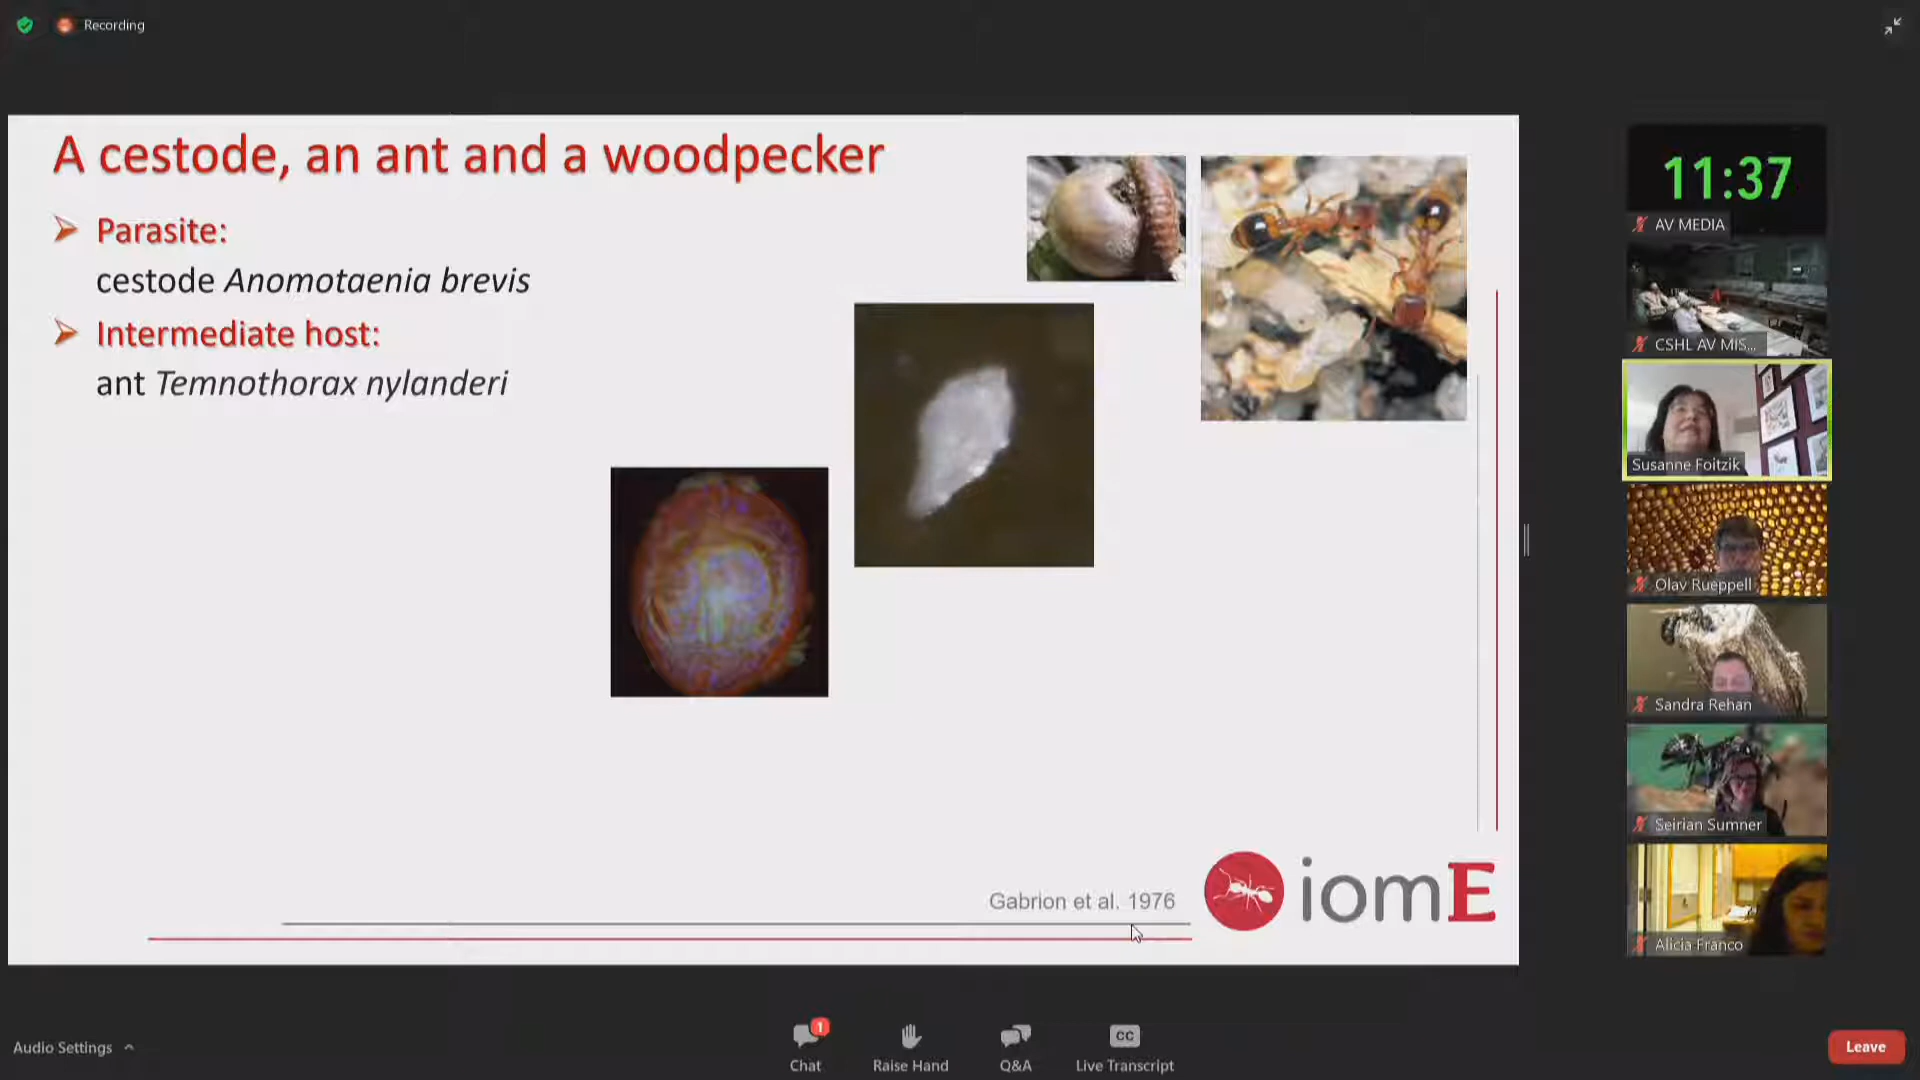 Recording
A cestode, an ant and a woodpecker
Parasite:
cestode Anomotaenia brevis
Intermediate host:
ant Temnothorax nylanderi
Gabrion et al. 1976
iomE
11:37
AV MEDIA
CSHL AV MIS...
Susanne Foitzik
Olav Rueppell
Sandra Rehan
Seirian Sumner
Alicia Franco
Audio Settings
1
Chat
Raise Hand
Q&A
CC
Live Transcript
Leave